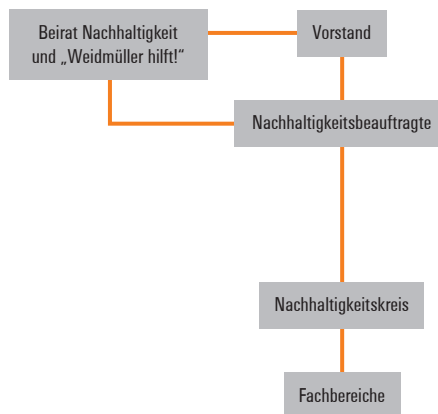 Beirat Nachhaltigkeit
und „Weidmüller hilft!“
Vorstand
Nachhaltigkeitsbeauftragte
Nachhaltigkeitskreis
Fachbereiche